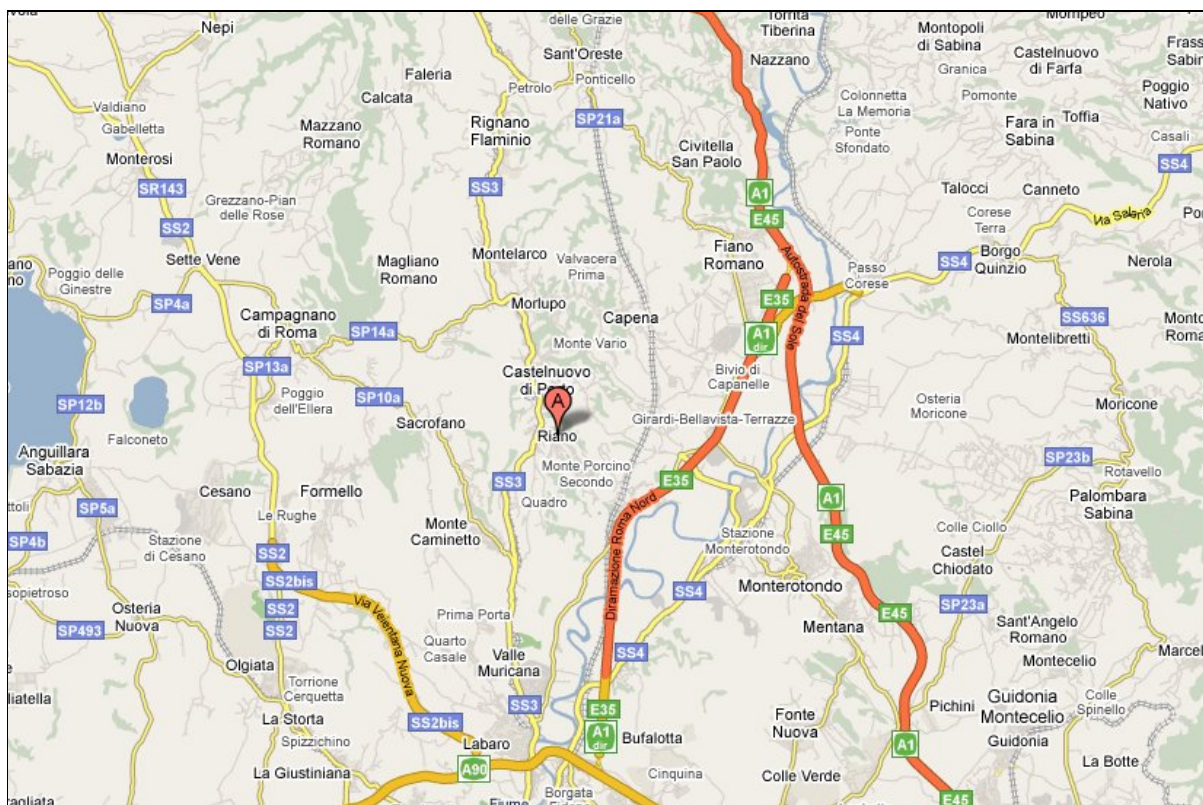 Nepi
delle Grazie
Sant'Oreste
Torrita
Tiberina
Nazzano
Montopoli
di Sabina
Mompeo
Castelnuovo
di Farfa
Granica
Pomonte
Poggio
Nativo
Faleria
Calcata
Petrolo
Ponticello
Valdiano
Gabelletta
Monterosi
Mazzano
Romano
Rignano
Flaminio
SP21a
Civitella
San Paolo
Colonnetta
La Memoria
Ponte
Sfondato
Fara in
Sabina
Toffia
Casali
SS4
SR143
SS2
Grezzano-Pian
delle Rose
SS3
A1
E45
Talocci
Canneto
Corese
Terra
Via Salaria
Sette Vene
Poggio delle
Ginestre
Magliano
Romano
Montelarco
Valvacera
Prima
Fiano
Romano
Autostrada del Sole
Passo
Corese
SS4
Borgo
Quinzio
Nerola
SP4a
Campagnano
di Roma
SP14a
Morlupo
Capena
E35
A1
dir
SS4
SS636
Montelibretti
Monte Vario
SP13a
Castelnuovo
di Porto
Bivio di
Capanelle
Poggio
dell'Ellera
SP10a
SP12b
Falconeto
Sacrofano
A
Riano
Girardi-Bellavista-Terrazze
Osteria
Moricone
Moricone
Anguillara
Sabazia
Monte Porcino
Secondo
SS3
Quadro
E35
SP23b
Rotavello
Cesano
Formello
SP5a
Le Rughe
Monte
Caminetto
Diramazione Roma Nord
A1
E45
Palombara
Sabina
Stazione
di Cesano
SP4b
Stazione
Monterotondo
Colle Ciollo
Castel
Chiodato
SS2
SS2bis
SS2
SS2
Via Veientana Nuova
SS4
Monterotondo
SP23a
E45
Osteria
Nuova
SP493
Prima Porta
Quarto
Casale
Mentana
Sant'Angelo
Romano
Montecelio
Olgiata
Valle
Muricana
SS4
Torrione
Cerquetta
Guidonia
Montecelio
Colle
Spinello
La Storta
SS2bis
SS3
E35
A1
dir
Pichini
Fonte
Nuova
A1
Guidonia
Spizzichino
Labaro
Bufalotta
La Giustiniana
A90
Cinquina
Colle Verde
La Botte
Borgata
E45